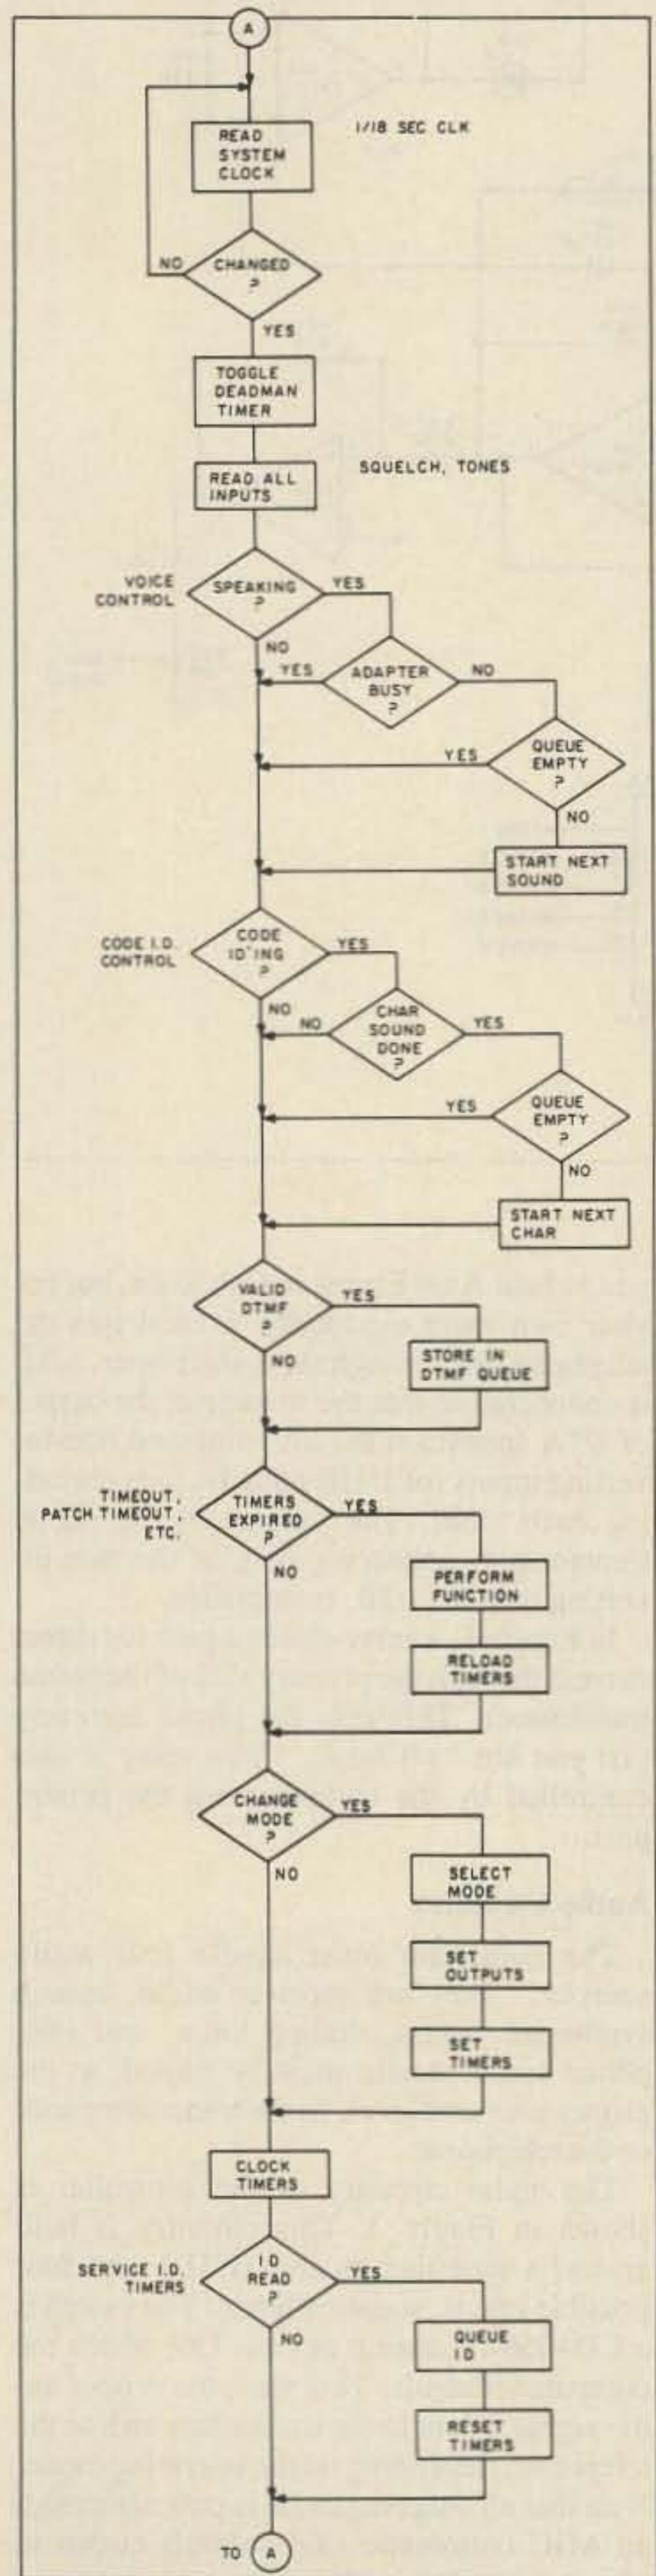 A
1/18 SEC CLK
READ
SYSTEM
CLOCK
NO
CHANGED
?
YES
TOGGLE
DEADMAN
TIMER
SQUELCH, TONES
READ ALL
INPUTS
VOICE
CONTROL
SPEAKING
?
YES
NO
YES
ADAPTER
BUSY
?
NO
YES
QUEUE
EMPTY
?
NO
START NEXT
SOUND
CODE I.D.
CONTROL
CODE
ID'ING
?
YES
NO
NO
CHAR
SOUND
DONE
?
YES
YES
QUEUE
EMPTY
?
NO
START NEXT
CHAR
VALID
DTMF
?
YES
NO
STORE IN
DTMF QUEUE
TIMEOUT,
PATCH TIMEOUT,
ETC.
TIMERS
EXPIRED
?
YES
NO
PERFORM
FUNCTION
RELOAD
TIMERS
CHANGE
MODE
?
YES
NO
SELECT
MODE
SET
OUTPUTS
SET
TIMERS
CLOCK
TIMERS
SERVICE I.D.
TIMERS
ID
READ
?
YES
NO
QUEUE
ID
RESET
TIMERS
TO A